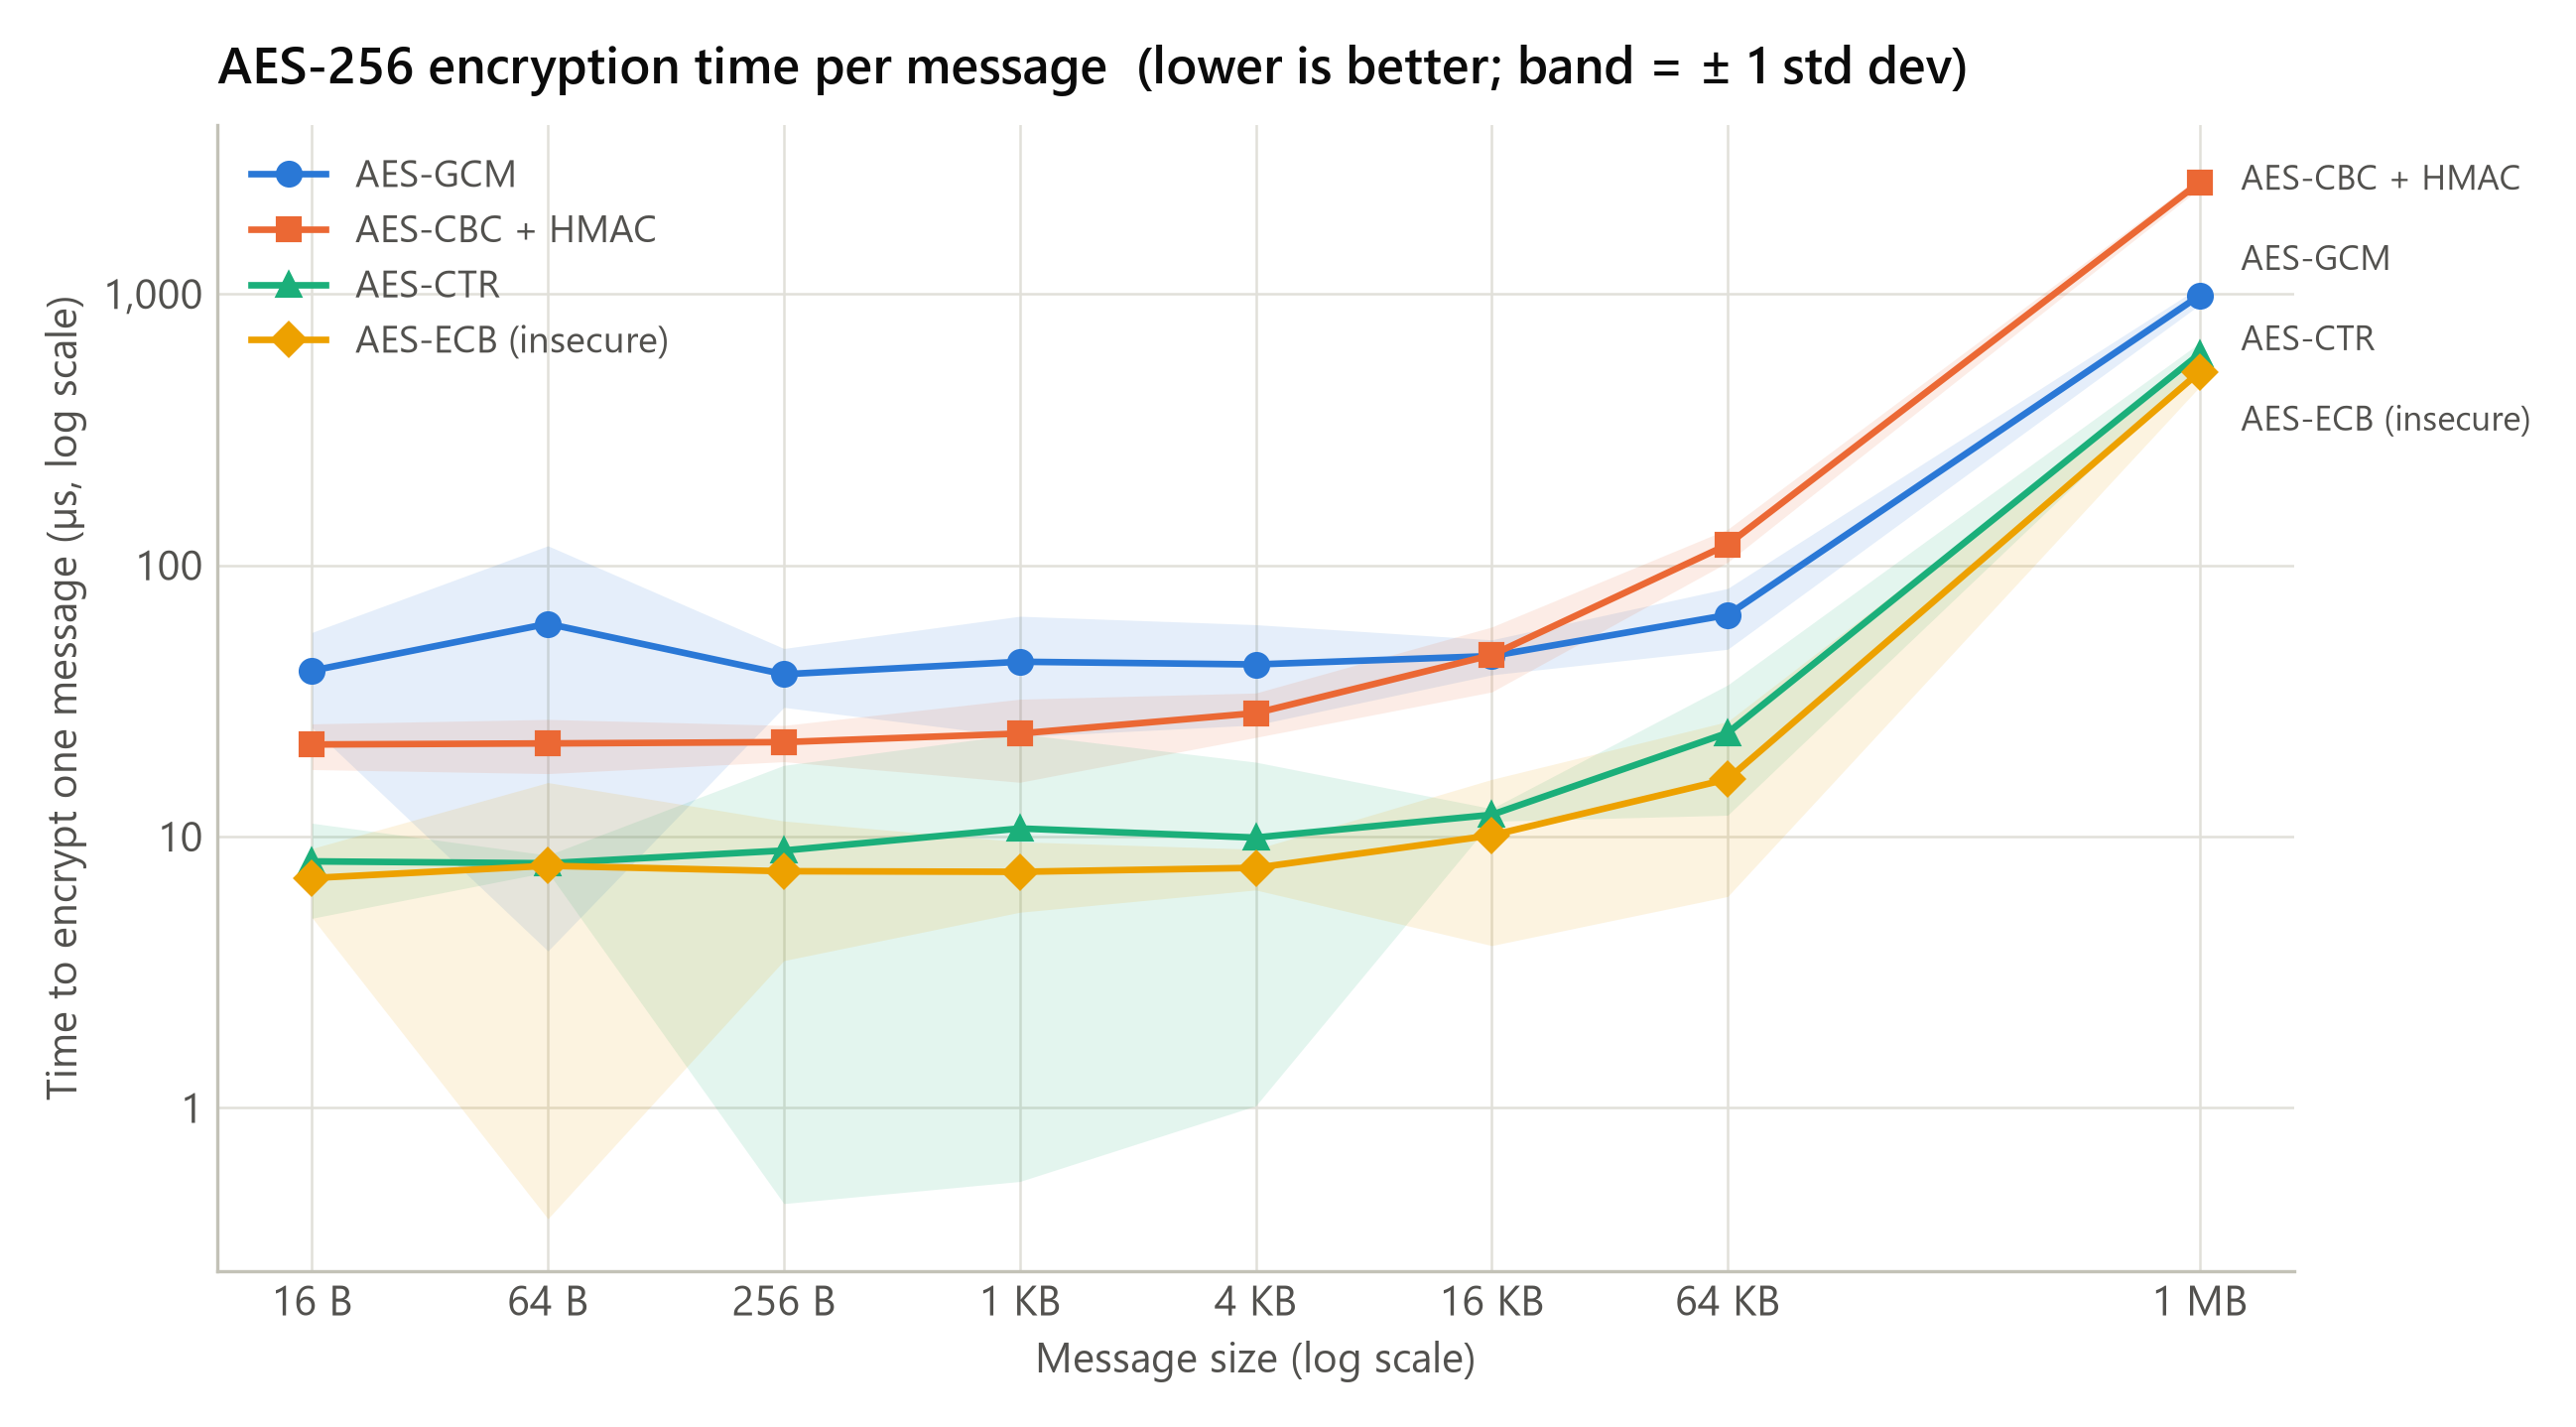 AES-256 encryption time per message (lower is better; band = ± 1 std dev)
AES-GCM
AES-CBC + HMAC
AES-CTR
AES-ECB (insecure)
AES-CBC + HMAC
AES-GCM
AES-CTR
AES-ECB (insecure)
Time to encrypt one message (µs, log scale)
1,000
100
10
1
16 B
64 B
256 B
1 KB
4 KB
16 KB
64 KB
1 MB
Message size (log scale)